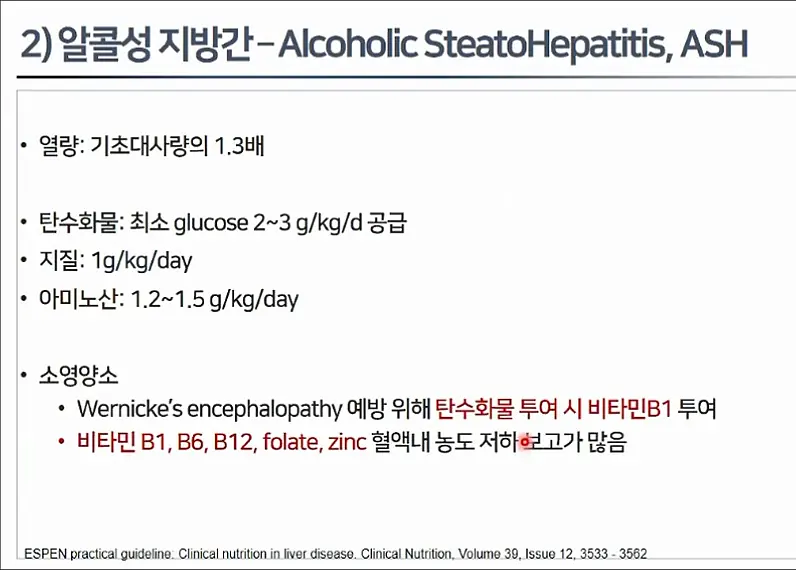 2) 알콜성 지방간 – Alcoholic SteatoHepatitis, ASH
• 열량: 기초대사량의 1.3배
• 탄수화물: 최소 glucose 2~3 g/kg/d 공급
• 지질: 1g/kg/day
• 아미노산: 1.2~1.5 g/kg/day
• 소영양소
• Wernicke's encephalopathy 예방 위해 탄수화물 투여 시 비타민B1 투여
• 비타민 B1, B6, B12, folate, zinc 혈액내 농도 저하 보고가 많음
ESPEN practical guideline: Clinical nutrition in liver disease. Clinical Nutrition, Volume 39, Issue 12, 3533 - 3562